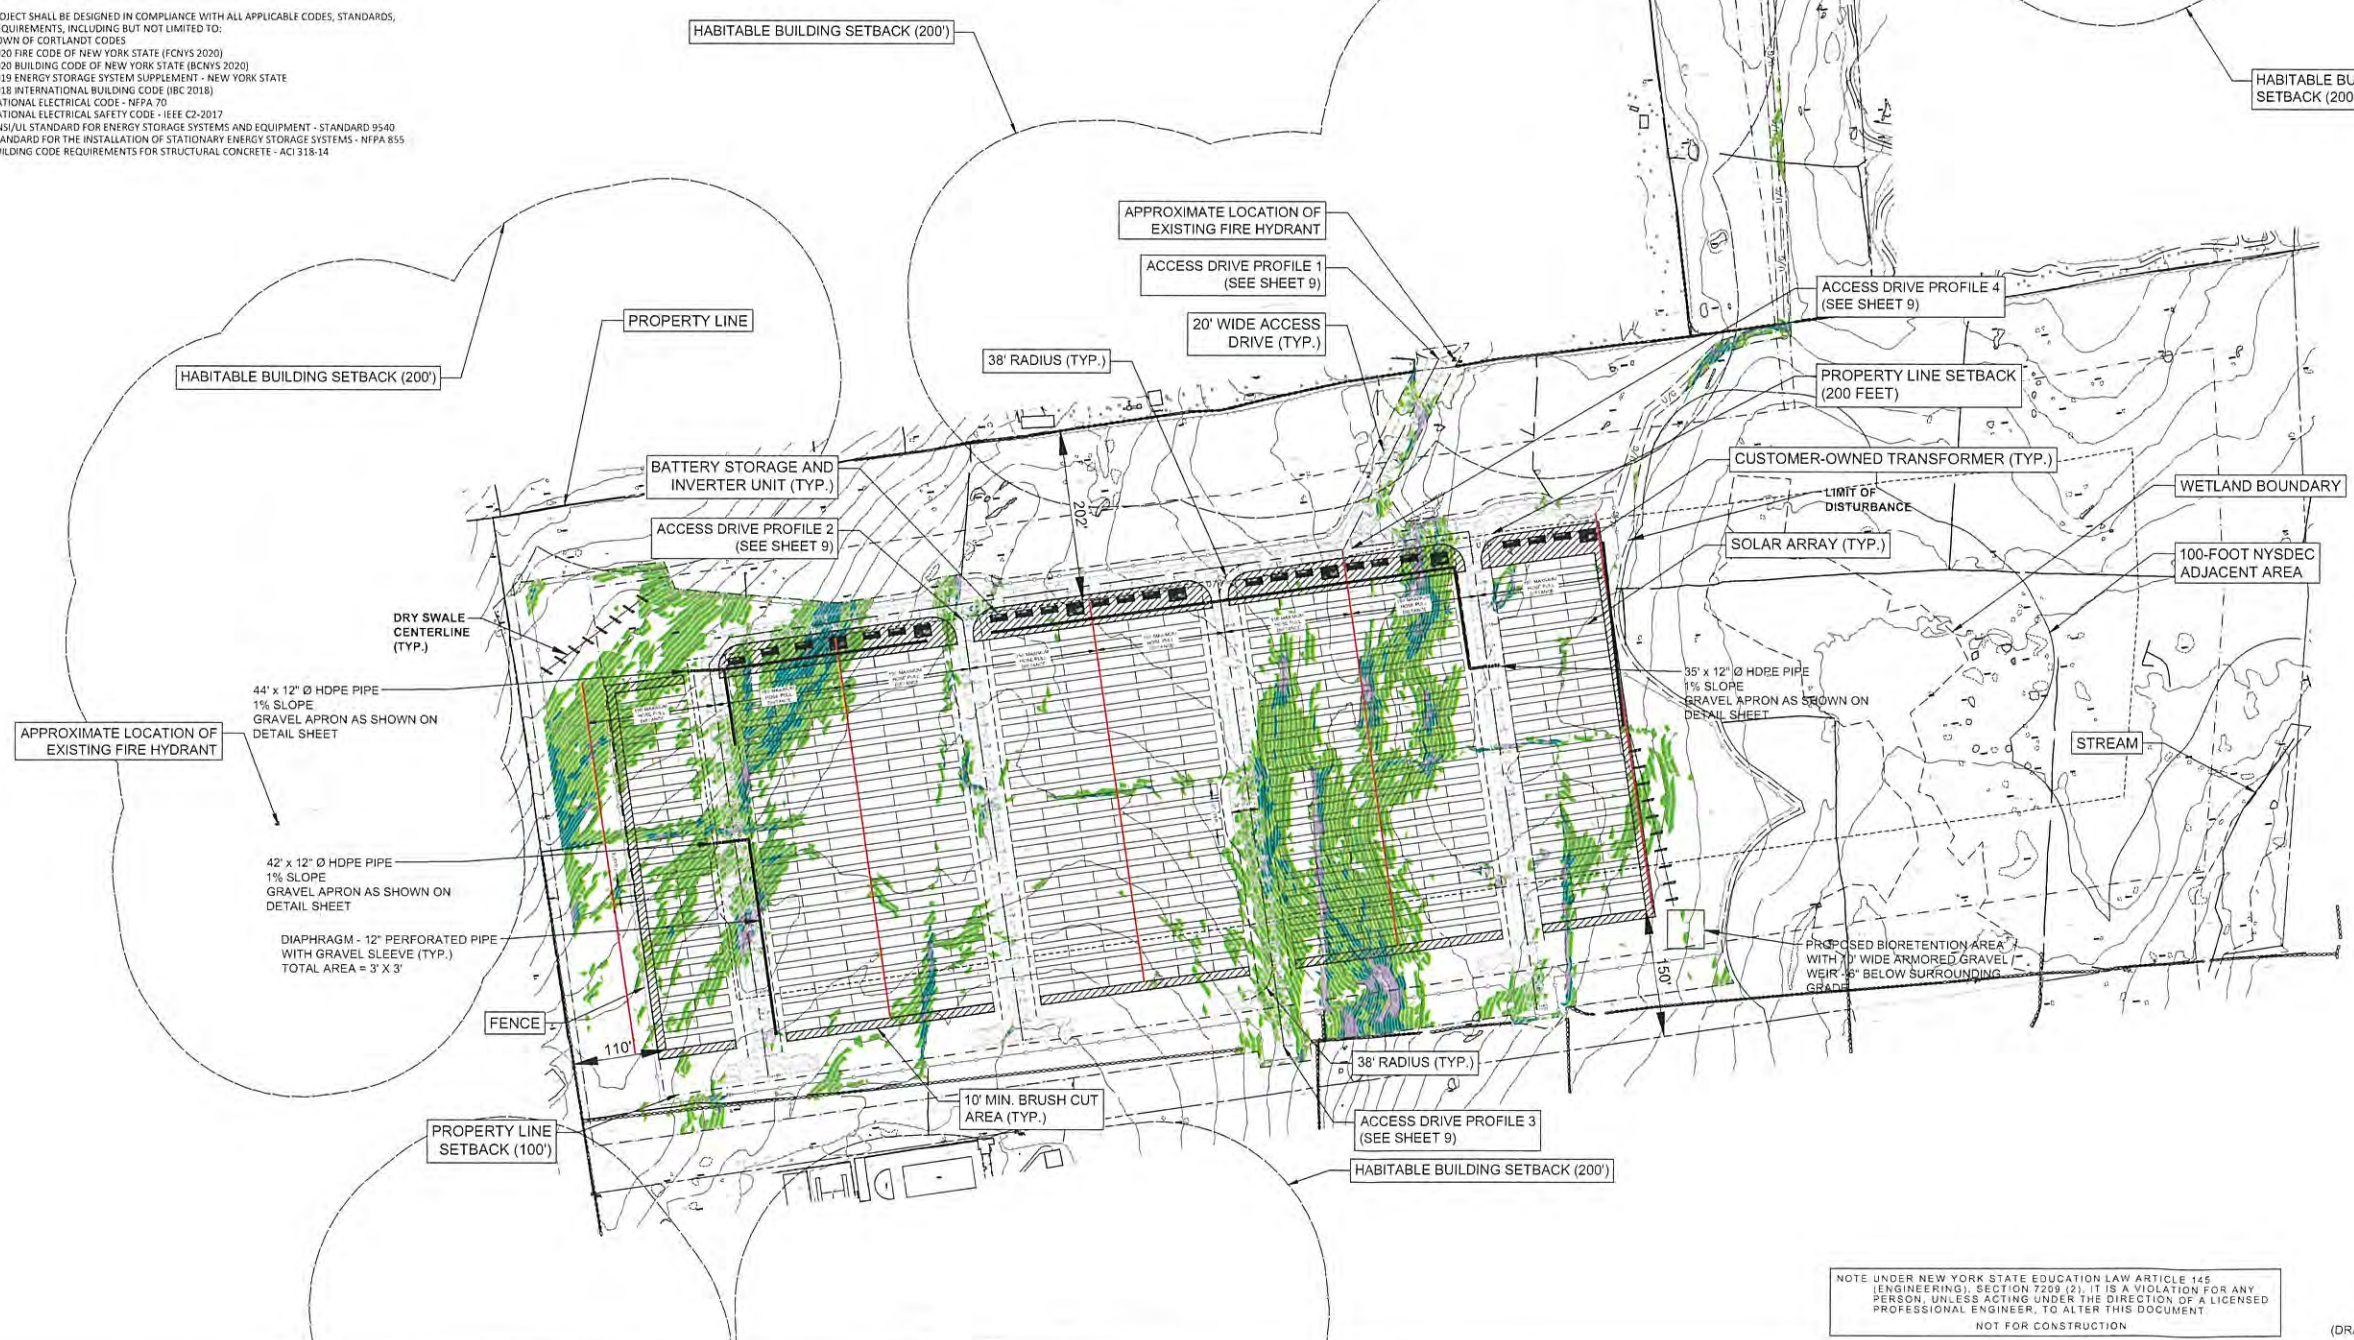 OJECT SHALL BE DESIGNED IN COMPLIANCE WITH ALL APPLICABLE CODES, STANDARDS,
QUIREMENTS, INCLUDING BUT NOT LIMITED TO:
OWN OF CORTLANDT CODES
20 FIRE CODE OF NEW YORK STATE (FCNYS 2020)
20 BUILDING CODE OF NEW YORK STATE (BCNYS 2020)
19 ENERGY STORAGE SYSTEM SUPPLEMENT - NEW YORK STATE
18 INTERNATIONAL BUILDING CODE (IBC 2018)
ATIONAL ELECTRICAL CODE - NFPA 70
ATIONAL ELECTRICAL SAFETY CODE - IEEE C2-2017
NSI/UL STANDARD FOR ENERGY STORAGE SYSTEMS AND EQUIPMENT - STANDARD 9540
ANDARD FOR THE INSTALLATION OF STATIONARY ENERGY STORAGE SYSTEMS - NFPA 855
ILDING CODE REQUIREMENTS FOR STRUCTURAL CONCRETE - ACI 318-14
HABITABLE BUILDING SETBACK (200')
HABITABLE BU
SETBACK (200
APPROXIMATE LOCATION OF
EXISTING FIRE HYDRANT
ACCESS DRIVE PROFILE 1
(SEE SHEET 9)
20' WIDE ACCESS
DRIVE (TYP.)
ACCESS DRIVE PROFILE 4
(SEE SHEET 9)
PROPERTY LINE
38' RADIUS (TYP.)
HABITABLE BUILDING SETBACK (200')
PROPERTY LINE SETBACK
(200 FEET)
BATTERY STORAGE AND
INVERTER UNIT (TYP.)
CUSTOMER-OWNED TRANSFORMER (TYP.)
WETLAND BOUNDARY
LIMIT OF
DISTURBANCE
202'
ACCESS DRIVE PROFILE 2
(SEE SHEET 9)
SOLAR ARRAY (TYP.)
100-FOOT NYSDEC
ADJACENT AREA
DRY SWALE
CENTERLINE
(TYP.)
44' x 12" Ø HDPE PIPE
1% SLOPE
GRAVEL APRON AS SHOWN ON
DETAIL SHEET
35' x 12" Ø HDPE PIPE
1% SLOPE
GRAVEL APRON AS SHOWN ON
DETAIL SHEET
APPROXIMATE LOCATION OF
EXISTING FIRE HYDRANT
STREAM
42' x 12" Ø HDPE PIPE
1% SLOPE
GRAVEL APRON AS SHOWN ON
DETAIL SHEET
DIAPHRAGM - 12" PERFORATED PIPE
WITH GRAVEL SLEEVE (TYP.)
TOTAL AREA = 3' X 3'
PROPOSED BIORETENTION AREA
WITH 10' WIDE ARMORED GRAVEL
WEIR - 6" BELOW SURROUNDING
GRADE
150'
FENCE
110'
38' RADIUS (TYP.)
10' MIN. BRUSH CUT
AREA (TYP.)
PROPERTY LINE
SETBACK (100')
ACCESS DRIVE PROFILE 3
(SEE SHEET 9)
HABITABLE BUILDING SETBACK (200')
NOTE UNDER NEW YORK STATE EDUCATION LAW ARTICLE 145
(ENGINEERING), SECTION 7209 (2), IT IS A VIOLATION FOR ANY
PERSON, UNLESS ACTING UNDER THE DIRECTION OF A LICENSED
PROFESSIONAL ENGINEER, TO ALTER THIS DOCUMENT
NOT FOR CONSTRUCTION
(DRA